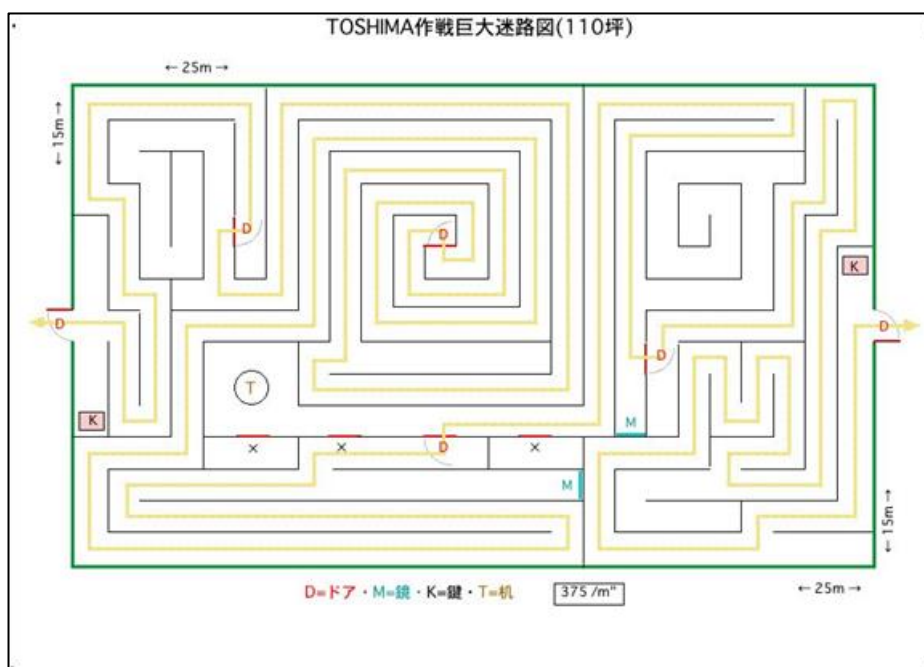 TOSHIMA作戦巨大迷路図(110坪)
← 25m →
← 15m →
D
D
K
D
D
D
K
T
M
× × D ×
M
← 15m →
D=ドア・M=鏡・K=鍵・T=机
375 /m"
← 25m →